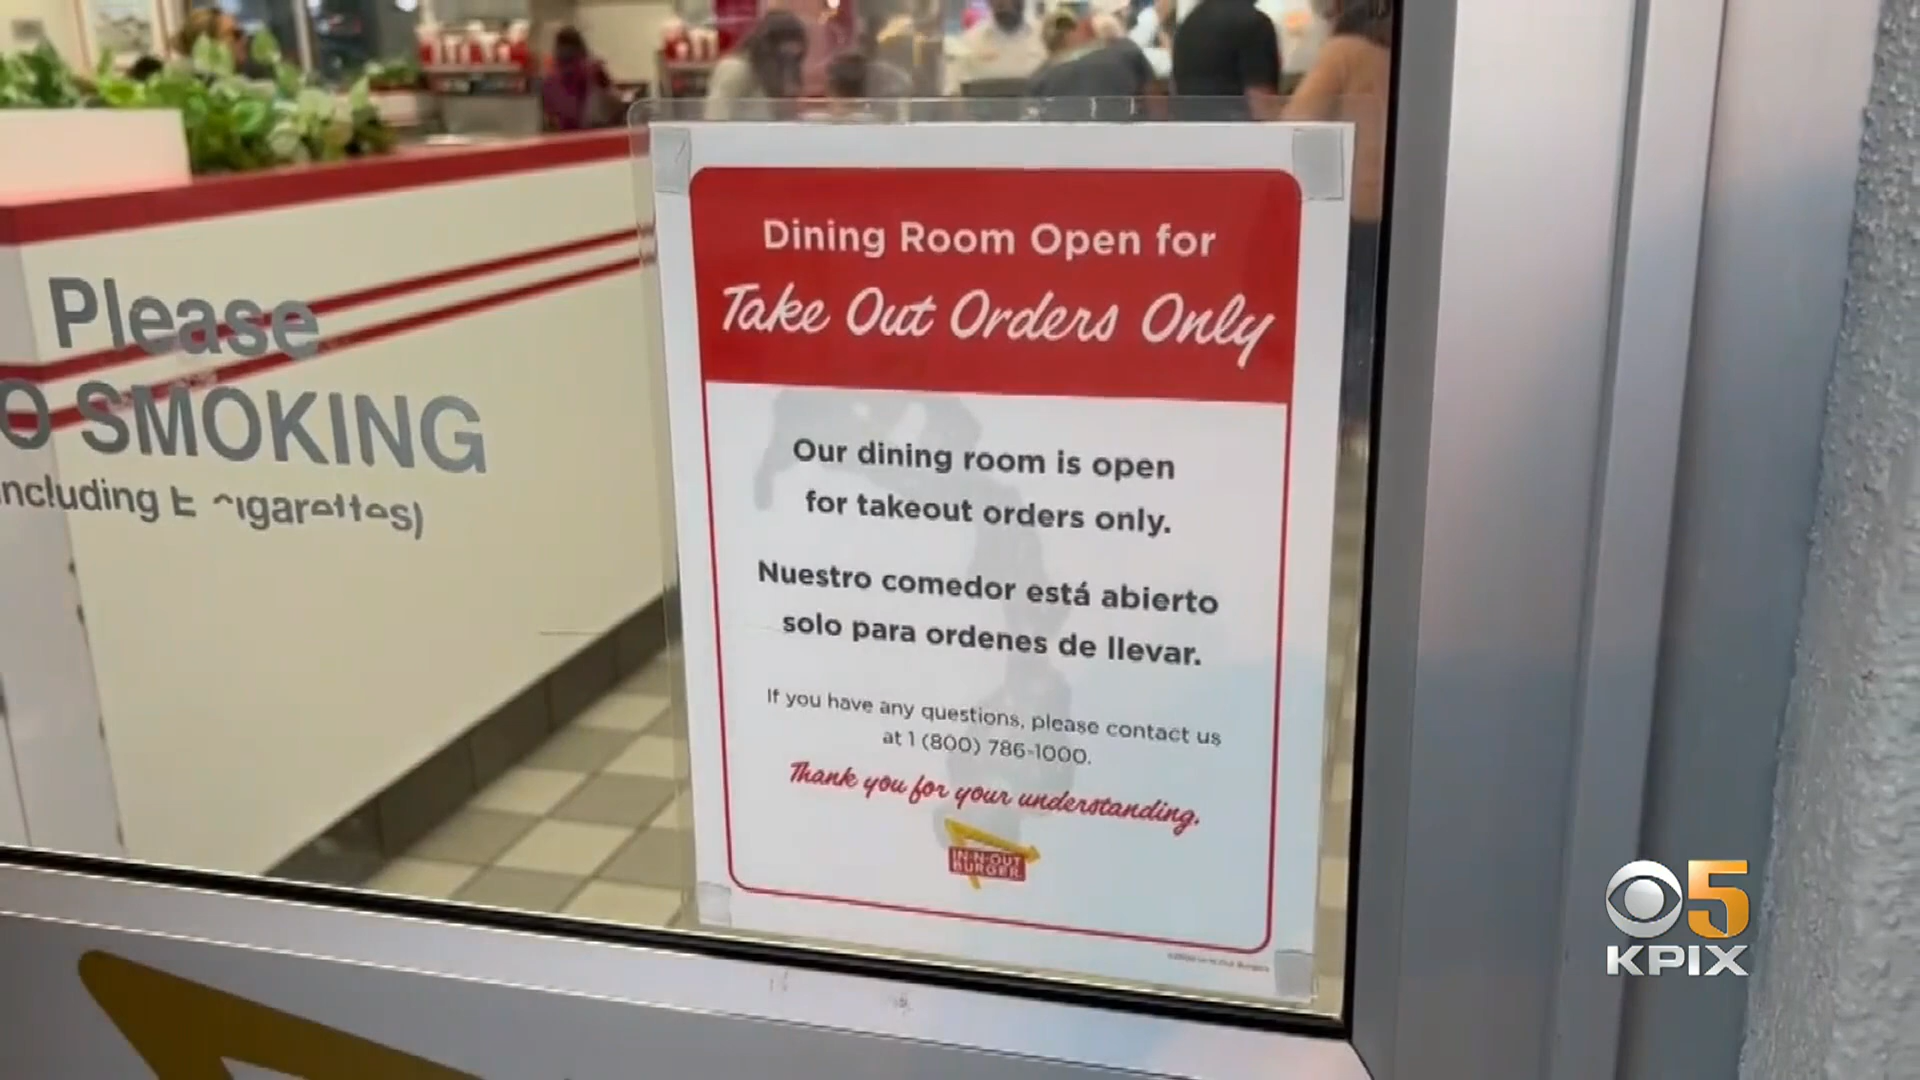 Please
O SMOKING
ncluding E
Dining Room Open for
Take Out Orders Only
Our dining room is open
for takeout orders only.
Nuestro comedor está abierto
solo para ordenes de llevar.
If you have any questions, please contact us
at 1 (800) 786-1000.
Thank you for your understanding.
IN-N-OUT
BURGER
5
KPIX